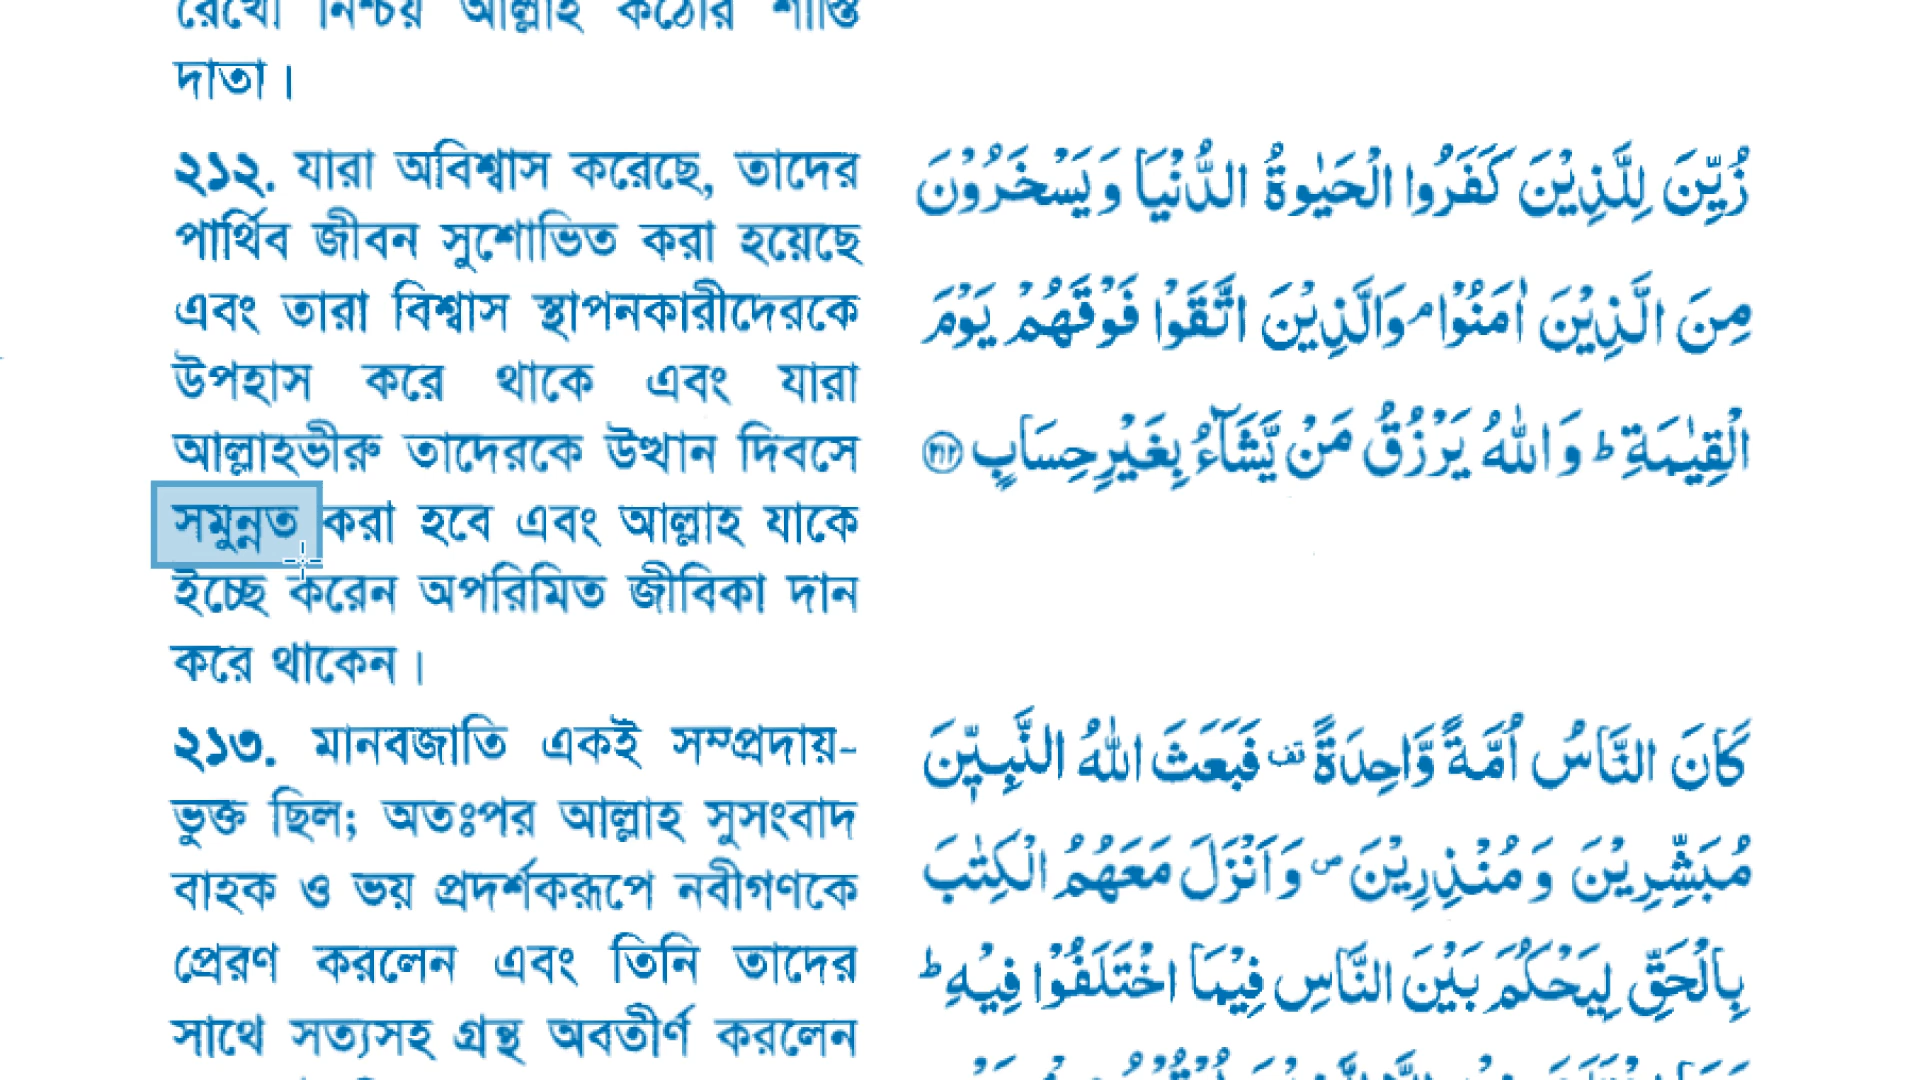 রেখো নিশ্চয় আল্লাহ কঠোর শাস্তি
দাতা।
২১২. যারা অবিশ্বাস করেছে, তাদের
পার্থিব জীবন সুশোভিত করা হয়েছে
এবং তারা বিশ্বাস স্থাপনকারীদেরকে
উপহাস করে থাকে এবং যারা
আল্লাহভীরু তাদেরকে উত্থান দিবসে
সমুন্নত করা হবে এবং আল্লাহ যাকে
ইচ্ছে করেন অপরিমিত জীবিকা দান
করে থাকেন।
زُيِّنَ لِلَّذِيْنَ كَفَرُوا الْحَيٰوةُ الدُّنْيَا وَيَسْخَرُوْنَ
مِنَ الَّذِيْنَ اٰمَنُوْا ۘ وَالَّذِيْنَ اتَّقَوْا فَوْقَهُمْ يَوْمَ
الْقِيٰمَةِ ؕ وَاللّٰهُ يَرْزُقُ مَنْ يَّشَآءُ بِغَيْرِ حِسَابٍ ﴿۲۱۲﴾
২১৩. মানবজাতি একই সম্প্রদায়-
ভুক্ত ছিল; অতঃপর আল্লাহ সুসংবাদ
বাহক ও ভয় প্রদর্শকরূপে নবীগণকে
প্রেরণ করলেন এবং তিনি তাদের
সাথে সত্যসহ গ্রন্থ অবতীর্ণ করলেন
كَانَ النَّاسُ اُمَّةً وَّاحِدَةً قف فَبَعَثَ اللّٰهُ النَّبِيّٖنَ
مُبَشِّرِيْنَ وَمُنْذِرِيْنَ ۪ وَاَنْزَلَ مَعَهُمُ الْكِتٰبَ
بِالْحَقِّ لِيَحْكُمَ بَيْنَ النَّاسِ فِيْمَا اخْتَلَفُوْا فِيْهِ ؕ